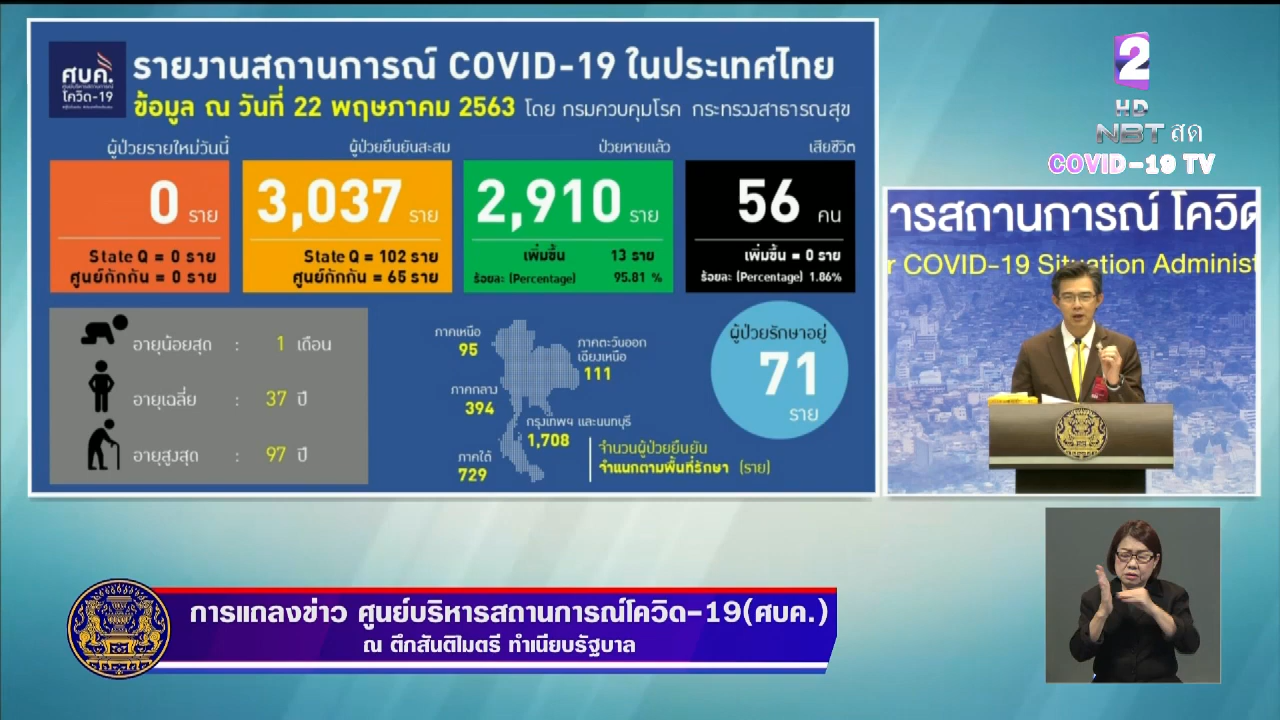 ศบค.
โควิด-19
รายงานสถานการณ์ COVID-19 ในประเทศไทย
ข้อมูล ณ วันที่ 22 พฤษภาคม 2563 โดย กรมควบคุมโรค กระทรวงสาธารณสุข
ผู้ป่วยรายใหม่วันนี้
0 ราย
State Q = 0 ราย
ศูนย์กักกัน = 0 ราย
ผู้ป่วยยืนยันสะสม
3,037 ราย
State Q = 102 ราย
ศูนย์กักกัน = 65 ราย
ป่วยหายแล้ว
2,910 ราย
เพิ่มขึ้น 13 ราย
ร้อยละ (Percentage) 95.81 %
เสียชีวิต
56 คน
เพิ่มขึ้น = 0 ราย
ร้อยละ (Percentage) 1.86%
อายุน้อยสุด : 1 เดือน
อายุเฉลี่ย : 37 ปี
อายุสูงสุด : 97 ปี
ภาคเหนือ
95
ภาคตะวันออก
เฉียงเหนือ
111
ภาคกลาง
394
กรุงเทพฯ และนนทบุรี
1,708
ภาคใต้
729
จำนวนผู้ป่วยยืนยัน
จำแนกตามพื้นที่รักษา (ราย)
ผู้ป่วยรักษาอยู่
71
ราย
2
HD
NBT สด
COVID-19 TV
ารสถานการณ์ โควิด
r COVID-19 Situation Administ
การแถลงข่าว ศูนย์บริหารสถานการณ์โควิด-19(ศบค.)
ณ ตึกสันติไมตรี ทำเนียบรัฐบาล